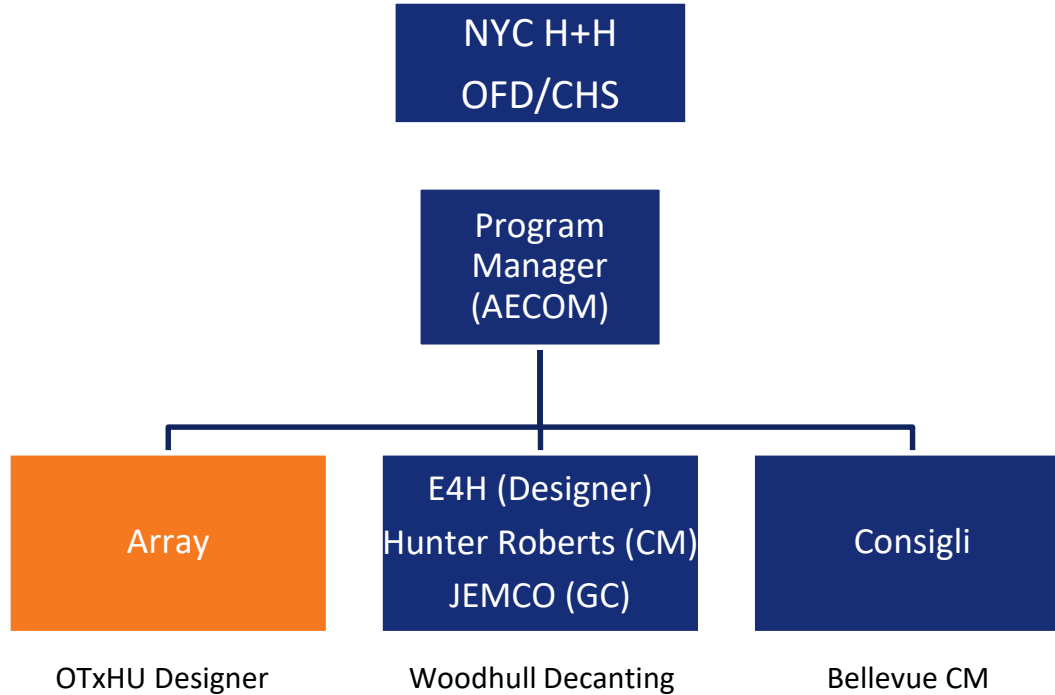 NYC H+H
OFD/CHS
Program
Manager
(AECOM)
Array
E4H (Designer)
Hunter Roberts (CM)
JEMCO (GC)
Consigli
OTxHU Designer
Woodhull Decanting
Bellevue CM